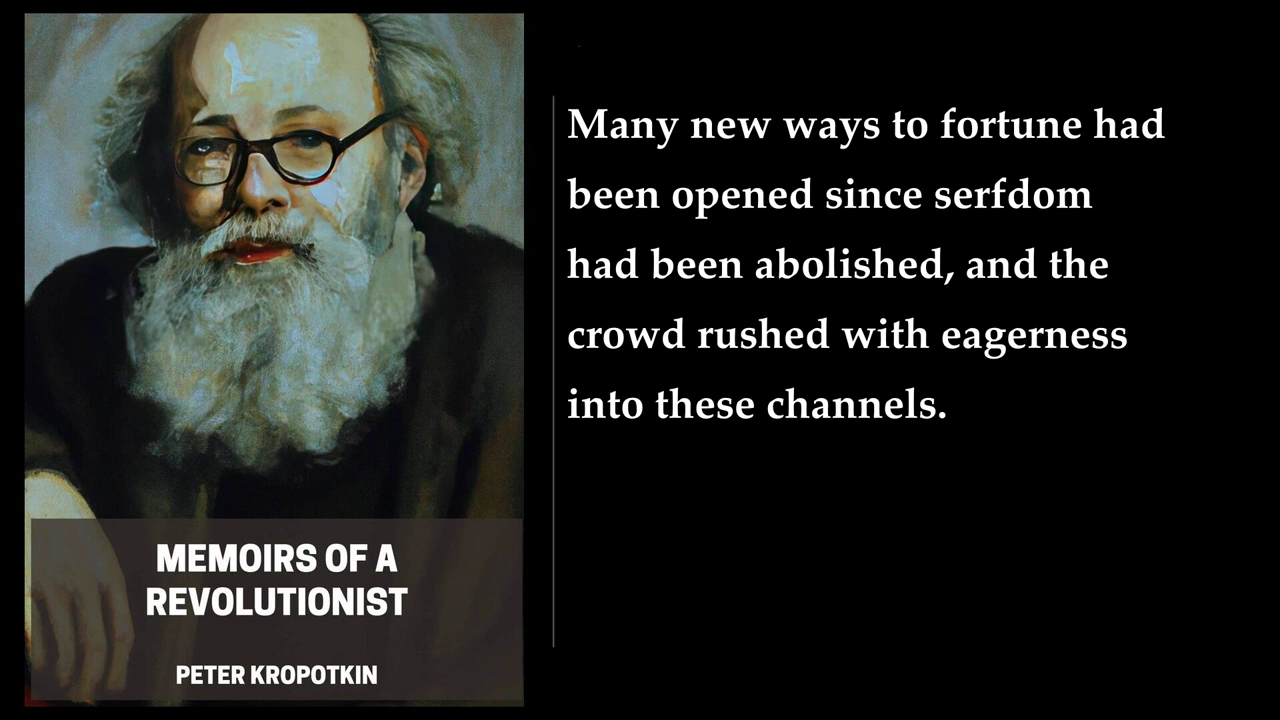 Many new ways to fortune had
been opened since serfdom
had been abolished, and the
crowd rushed with eagerness
into these channels.
MEMOIRS OF A
REVOLUTIONIST
PETER KROPOTKIN